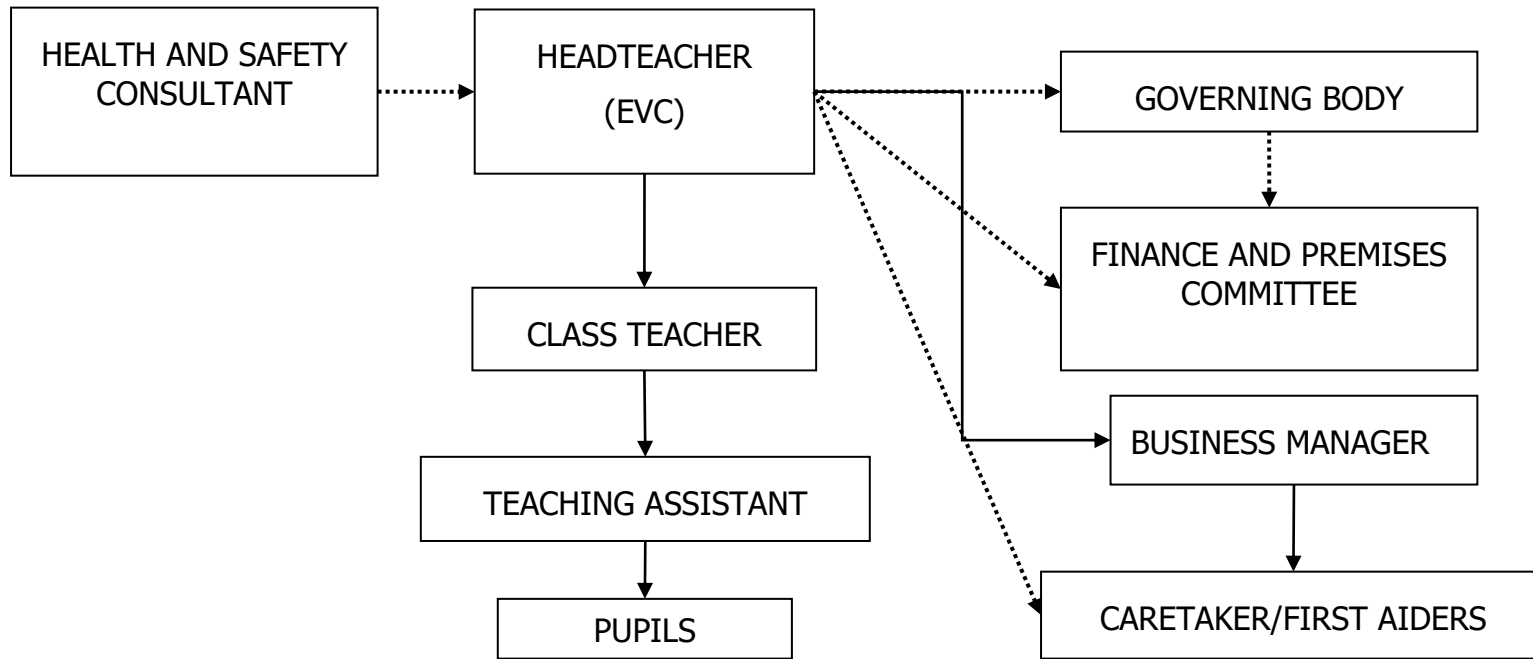 HEALTH AND SAFETY
CONSULTANT
HEADTEACHER
(EVC)
GOVERNING BODY
FINANCE AND PREMISES
COMMITTEE
CLASS TEACHER
BUSINESS MANAGER
TEACHING ASSISTANT
CARETAKER/FIRST AIDERS
PUPILS